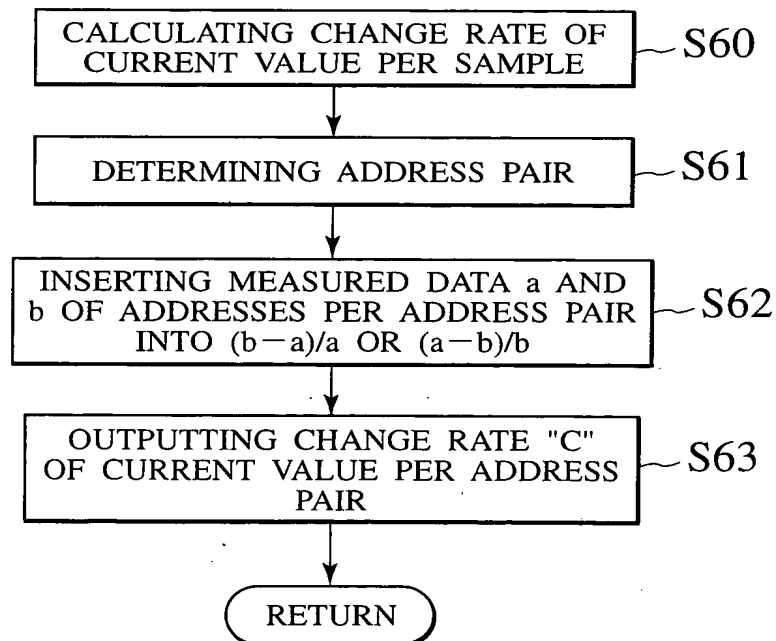 CALCULATING CHANGE RATE OF
CURRENT VALUE PER SAMPLE
S60
DETERMINING ADDRESS PAIR
S61
INSERTING MEASURED DATA a AND
b OF ADDRESSES PER ADDRESS PAIR
INTO (b−a)/a OR (a−b)/b
S62
OUTPUTTING CHANGE RATE "C"
OF CURRENT VALUE PER ADDRESS
PAIR
S63
RETURN